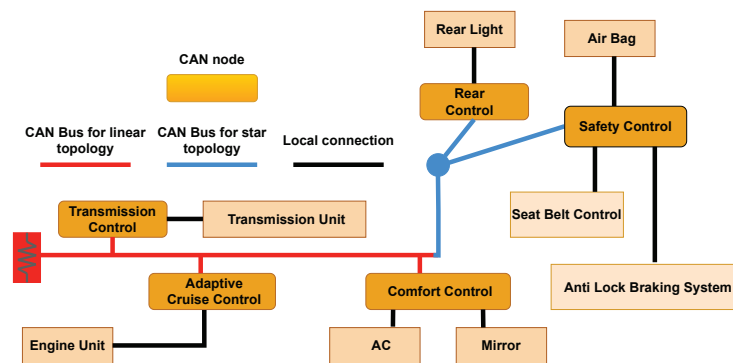 CAN node
CAN Bus for linear
topology
CAN Bus for star
topology
Local connection
Rear Light
Air Bag
Rear
Control
Safety Control
Transmission
Control
Transmission Unit
Seat Belt Control
Adaptive
Cruise Control
Comfort Control
Anti Lock Braking System
Engine Unit
AC
Mirror